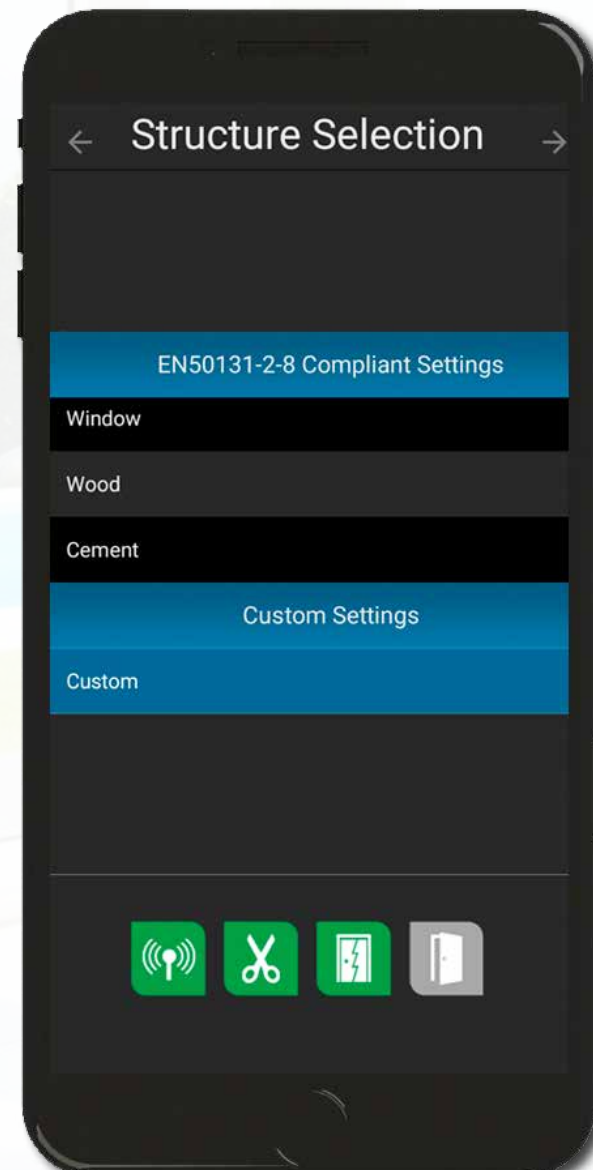 Structure Selection
EN50131-2-8 Compliant Settings
Window
Wood
Cement
Custom Settings
Custom